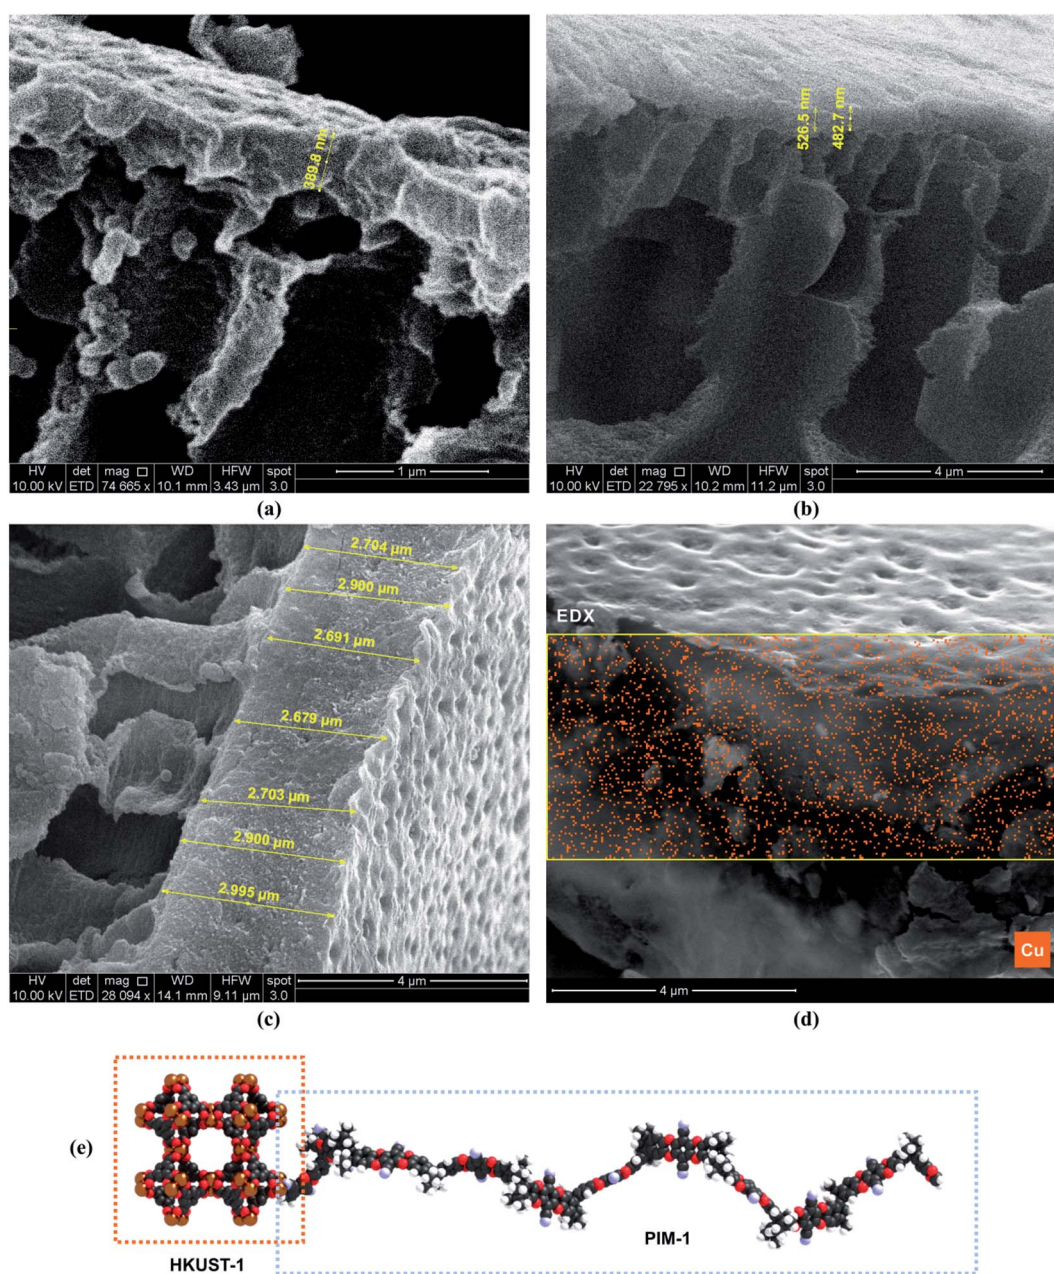 389.8 nm
HV det mag □ WD HFW spot
10.00 kV ETD 74 665 x 10.1 mm 3.43 µm 3.0
1 µm
(a)
526.5 nm
482.7 nm
HV det mag □ WD HFW spot
10.00 kV ETD 22 795 x 10.2 mm 11.2 µm 3.0
4 µm
(b)
2.704 µm
2.900 µm
2.691 µm
2.679 µm
2.703 µm
2.900 µm
2.995 µm
HV det mag □ WD HFW spot
10.00 kV ETD 28 094 x 14.1 mm 9.11 µm 3.0
4 µm
(c)
EDX
Cu
4 µm
(d)
(e)
HKUST-1
PIM-1